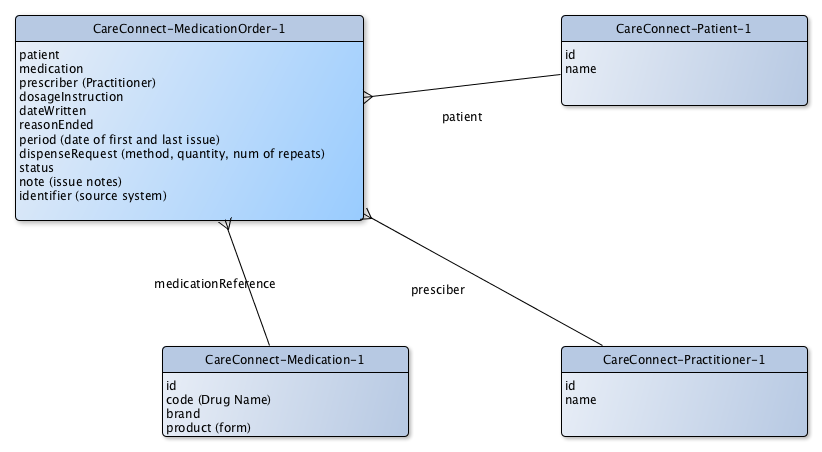 CareConnect-MedicationOrder-1
patient
medication
prescriber (Practitioner)
dosageInstruction
dateWritten
reasonEnded
period (date of first and last issue)
dispenseRequest (method, quantity, num of repeats)
status
note (issue notes)
identifier (source system)
CareConnect-Patient-1
id
name
patient
medicationReference
presciber
CareConnect-Medication-1
id
code (Drug Name)
brand
product (form)
CareConnect-Practitioner-1
id
name